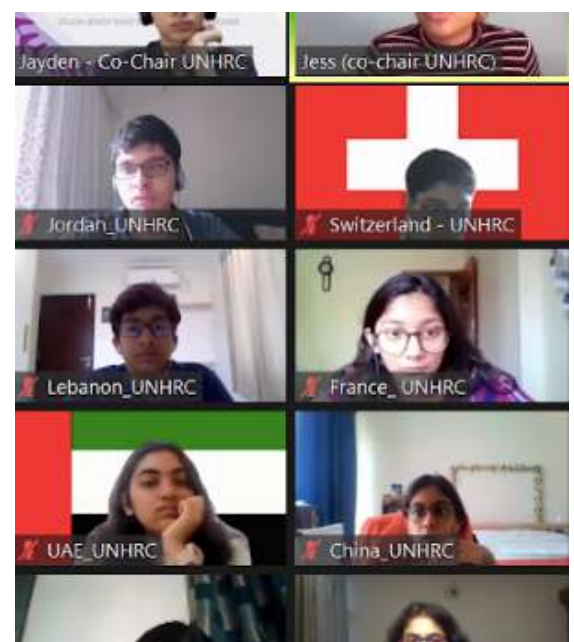 Jayden - Co-Chair UNHRC
Jess (co-chair UNHRC)
Jordan_UNHRC
Switzerland - UNHRC
Lebanon_UNHRC
France_ UNHRC
UAE_UNHRC
China_UNHRC